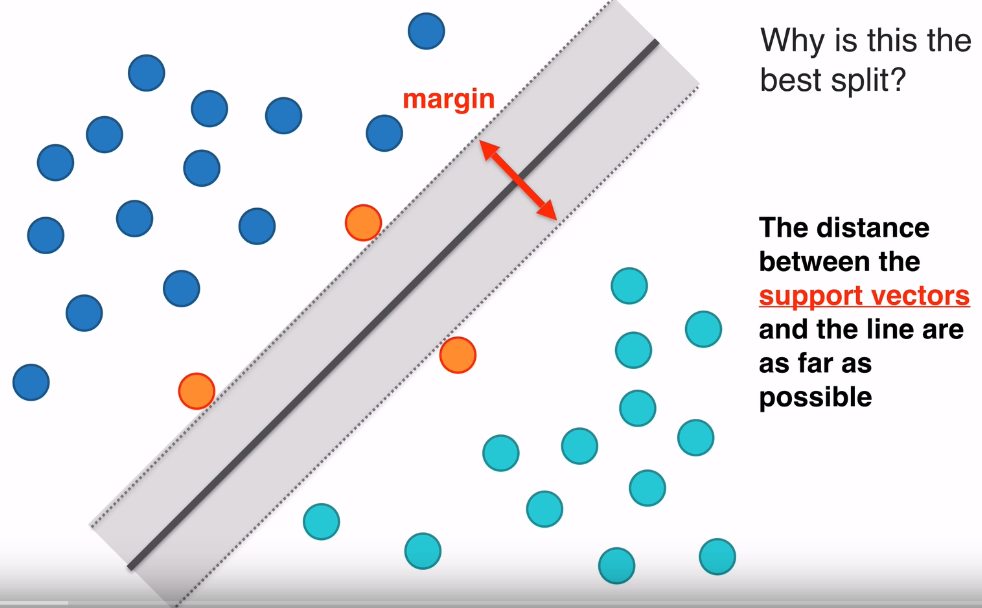 Why is this the
best split?
margin
The distance
between the
support vectors
and the line are
as far as
possible